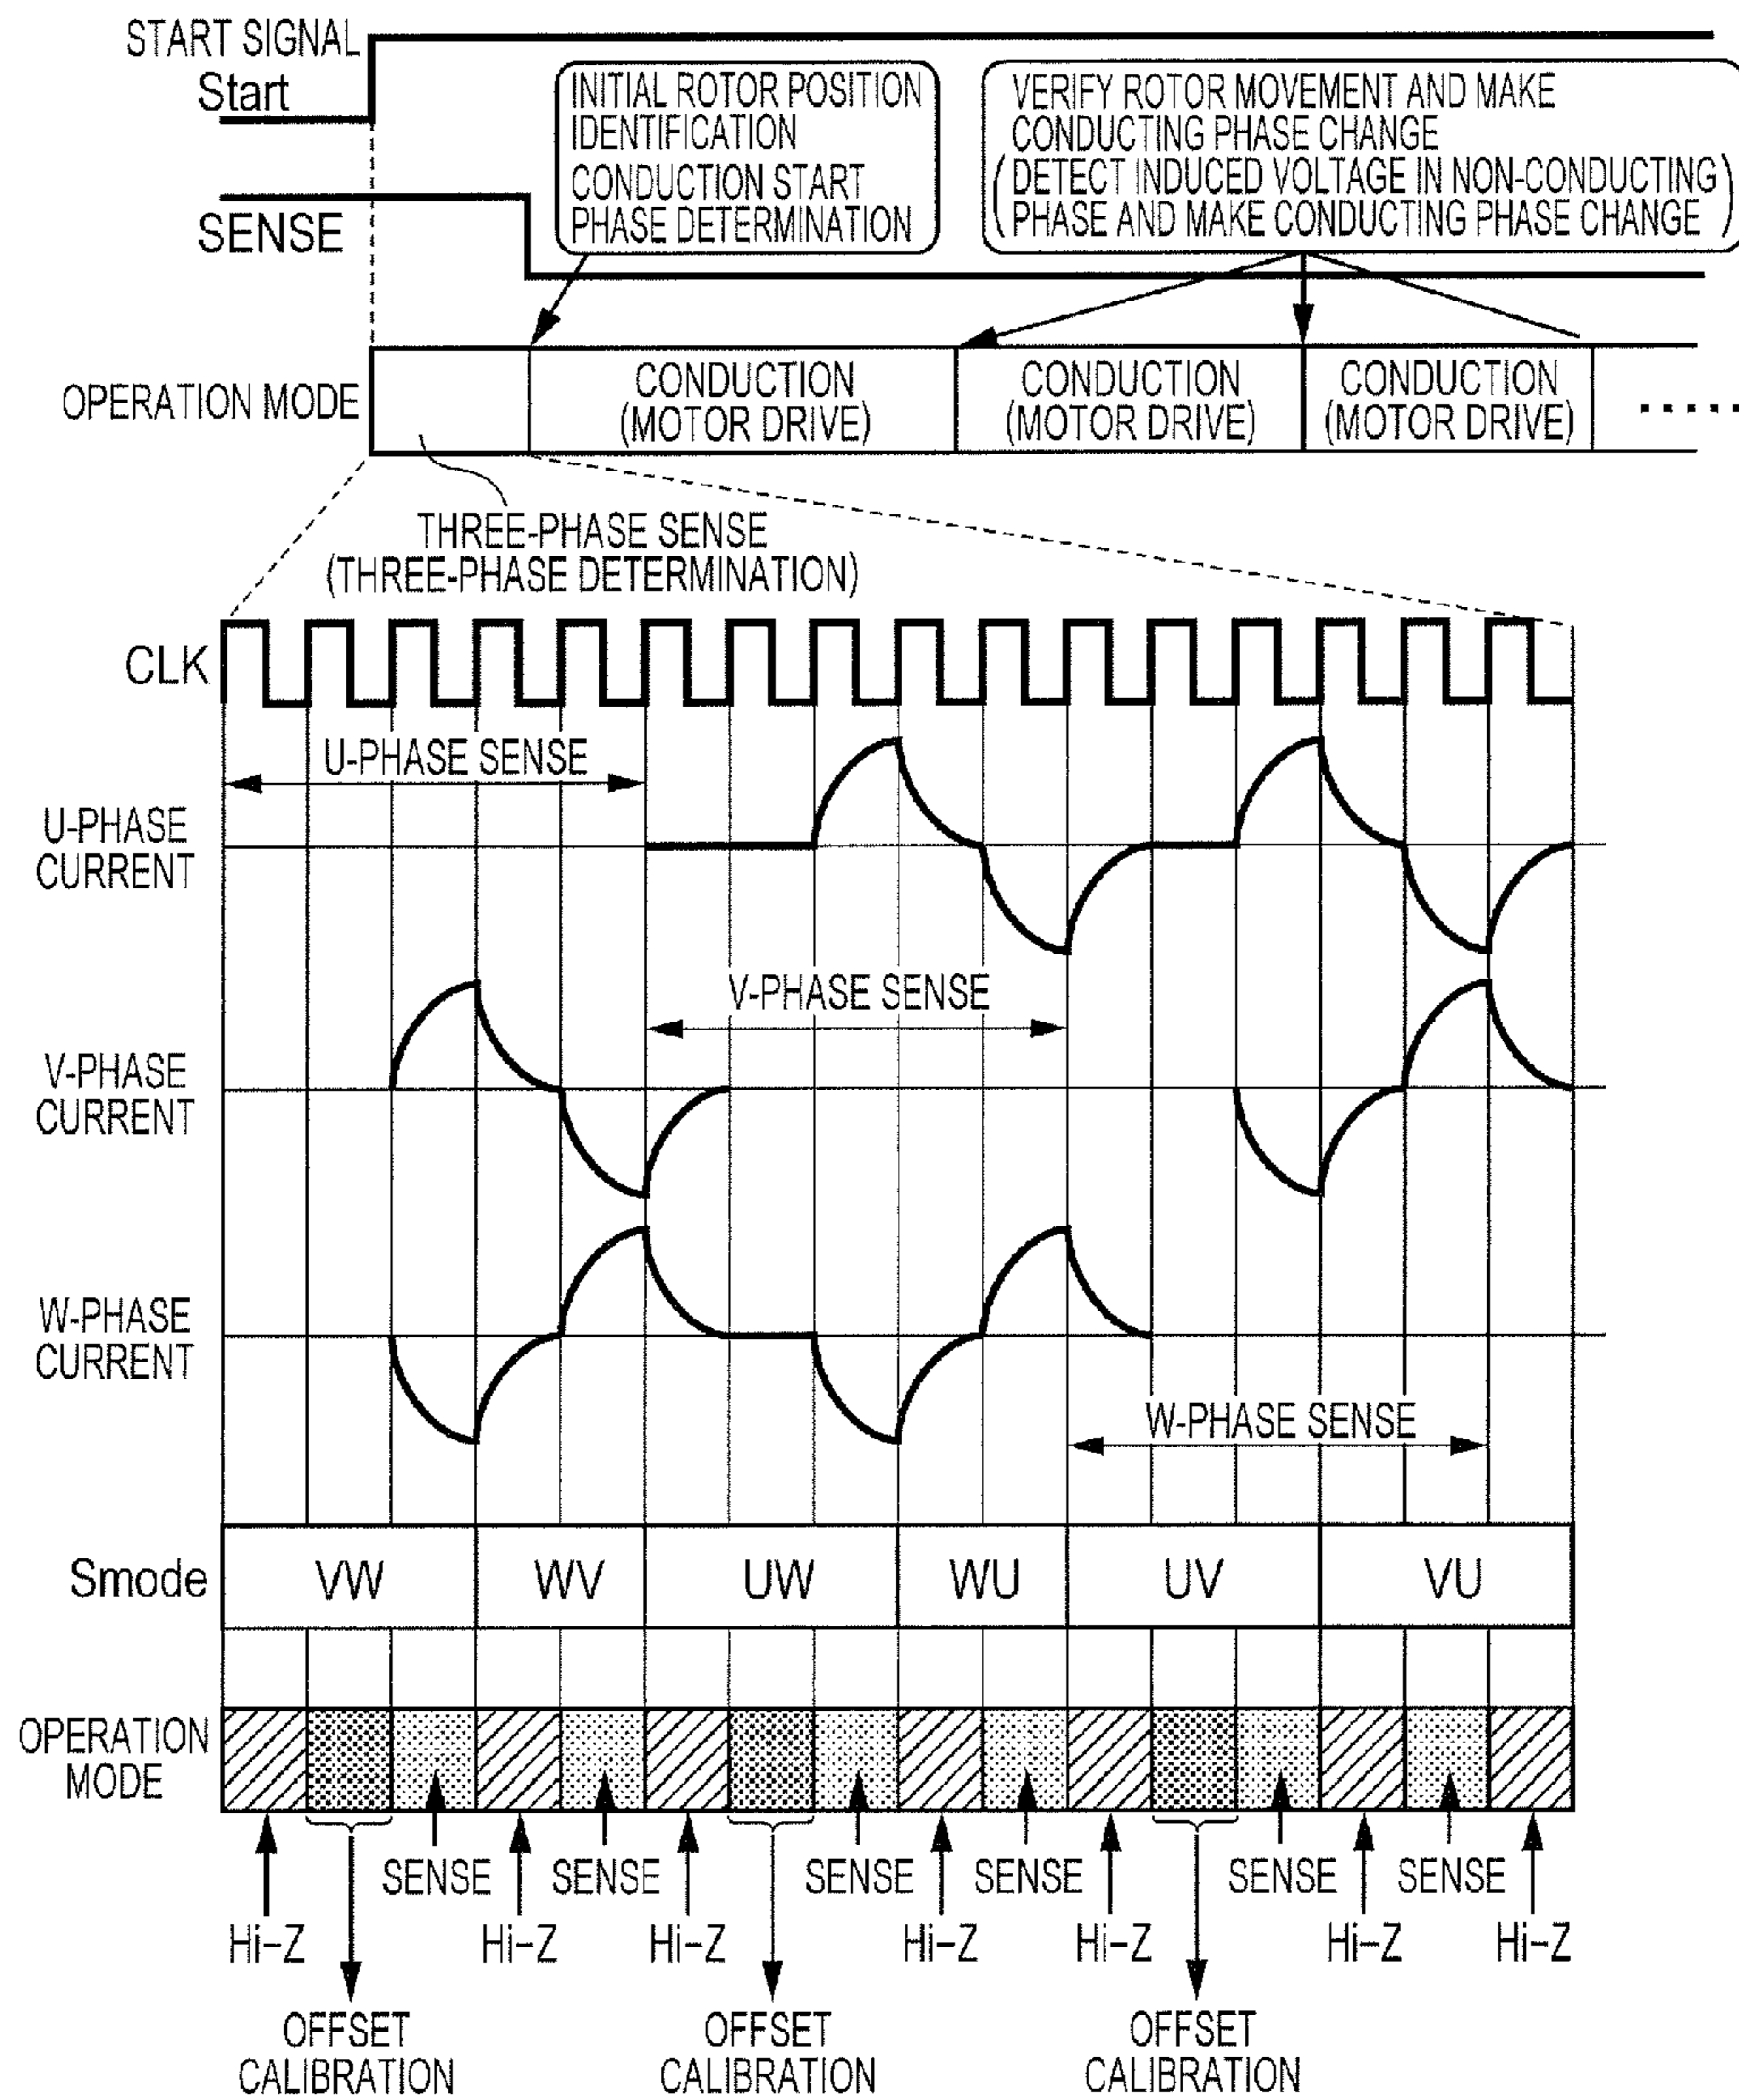 START SIGNAL
Start
INITIAL ROTOR POSITION
IDENTIFICATION
CONDUCTION START
PHASE DETERMINATION
VERIFY ROTOR MOVEMENT AND MAKE
CONDUCTING PHASE CHANGE
(DETECT INDUCED VOLTAGE IN NON-CONDUCTING
PHASE AND MAKE CONDUCTING PHASE CHANGE)
SENSE
OPERATION MODE
CONDUCTION
(MOTOR DRIVE)
CONDUCTION
(MOTOR DRIVE)
CONDUCTION
(MOTOR DRIVE)
.....
THREE-PHASE SENSE
(THREE-PHASE DETERMINATION)
CLK
U-PHASE SENSE
U-PHASE
CURRENT
V-PHASE SENSE
V-PHASE
CURRENT
W-PHASE
CURRENT
W-PHASE SENSE
Smode
VW
WV
UW
WU
UV
VU
OPERATION
MODE
SENSE
SENSE
SENSE
SENSE
SENSE
SENSE
Hi-Z
Hi-Z
Hi-Z
Hi-Z
Hi-Z
Hi-Z
Hi-Z
OFFSET
CALIBRATION
OFFSET
CALIBRATION
OFFSET
CALIBRATION